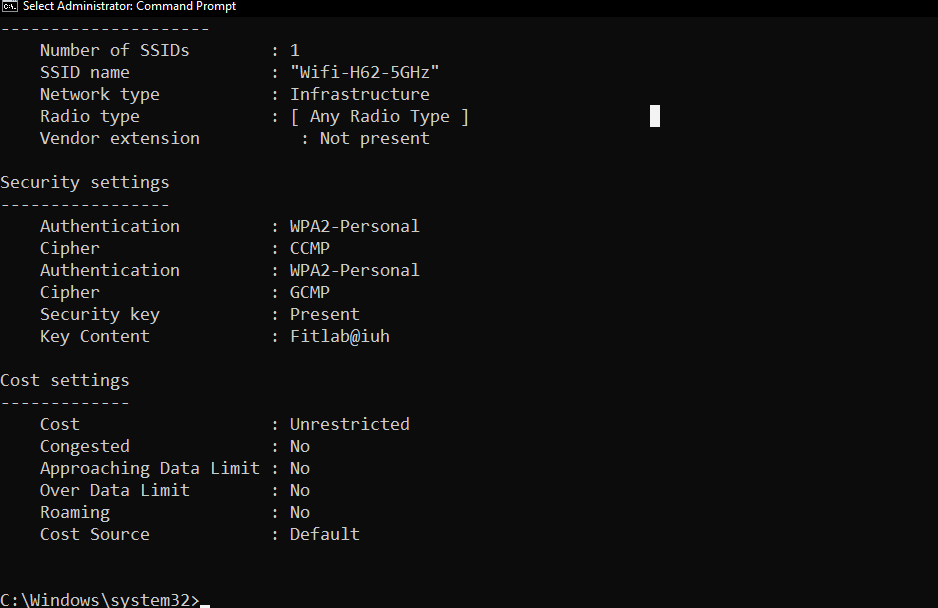 Select Administrator: Command Prompt
---------------------
Number of SSIDs : 1
SSID name : "Wifi-H62-5GHz"
Network type : Infrastructure
Radio type : [ Any Radio Type ]
Vendor extension : Not present
Security settings
-----------------
Authentication : WPA2-Personal
Cipher : CCMP
Authentication : WPA2-Personal
Cipher : GCMP
Security key : Present
Key Content : Fitlab@iuh
Cost settings
-------------
Cost : Unrestricted
Congested : No
Approaching Data Limit : No
Over Data Limit : No
Roaming : No
Cost Source : Default
C:\Windows\system32>